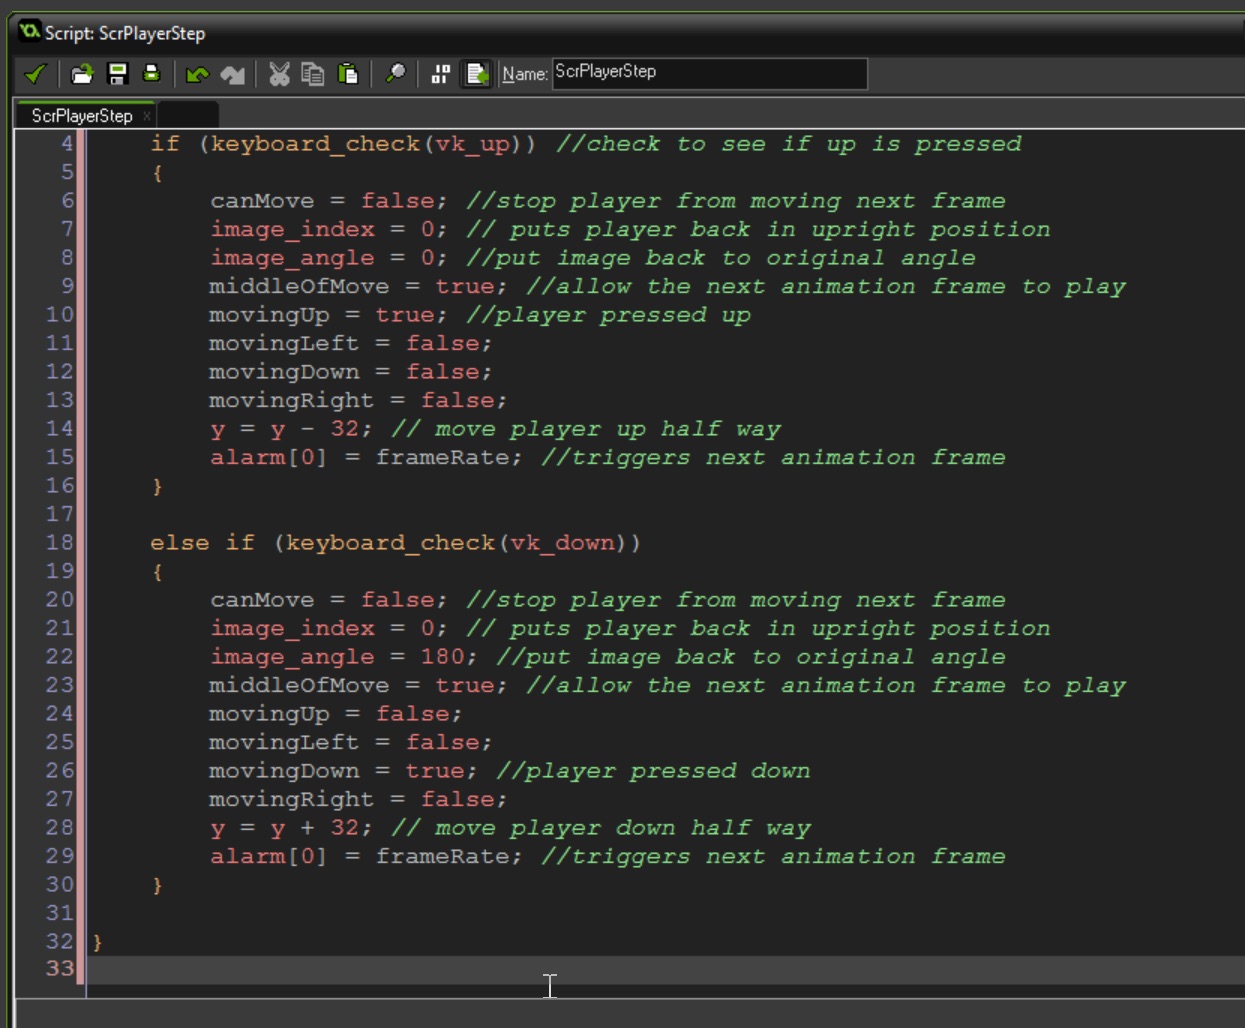 Script: ScrPlayerStep
Name: ScrPlayerStep
ScrPlayerStep x
4 if (keyboard_check(vk_up)) //check to see if up is pressed
5 {
6 canMove = false; //stop player from moving next frame
7 image_index = 0; // puts player back in upright position
8 image_angle = 0; //put image back to original angle
9 middleOfMove = true; //allow the next animation frame to play
10 movingUp = true; //player pressed up
11 movingLeft = false;
12 movingDown = false;
13 movingRight = false;
14 y = y - 32; // move player up half way
15 alarm[0] = frameRate; //triggers next animation frame
16 }
17
18 else if (keyboard_check(vk_down))
19 {
20 canMove = false; //stop player from moving next frame
21 image_index = 0; // puts player back in upright position
22 image_angle = 180; //put image back to original angle
23 middleOfMove = true; //allow the next animation frame to play
24 movingUp = false;
25 movingLeft = false;
26 movingDown = true; //player pressed down
27 movingRight = false;
28 y = y + 32; // move player down half way
29 alarm[0] = frameRate; //triggers next animation frame
30 }
31
32 }
33